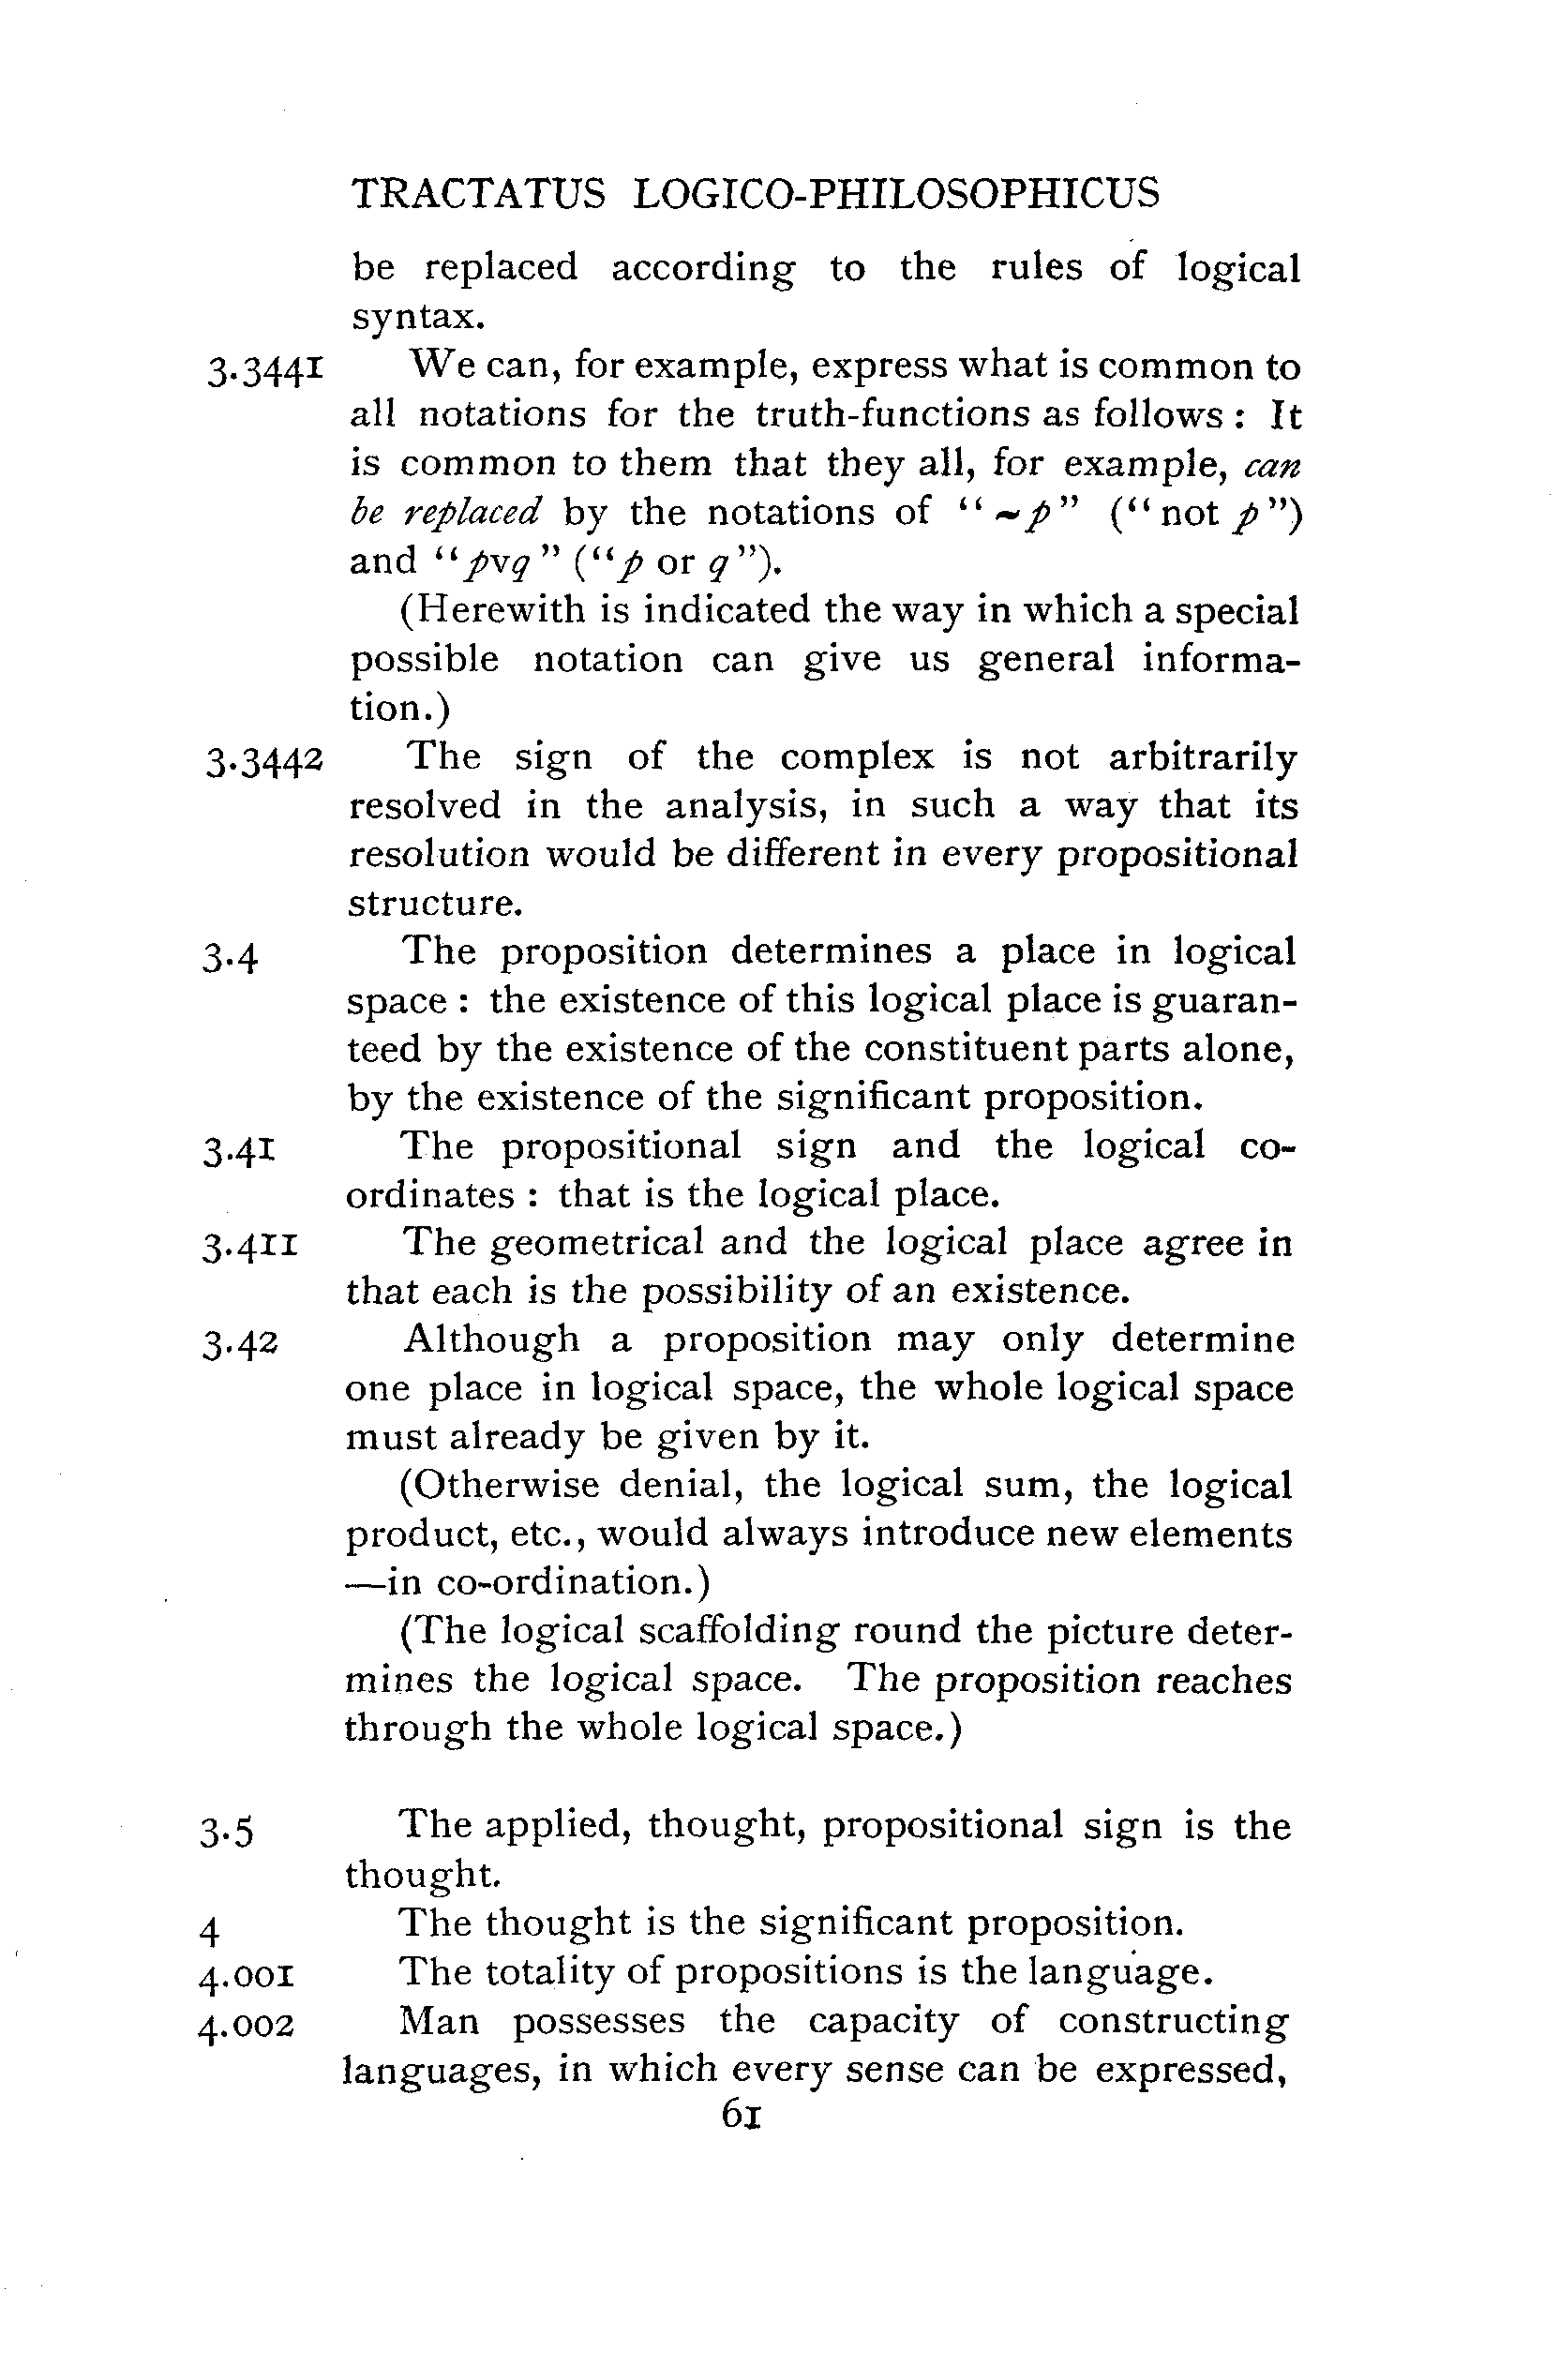 TRACTATUS LOGICO-PHILOSOPHICUS
be replaced according to the rules of logical
syntax.
3·3441 We can, for example, express what is common to
all notations for the truth-functions as follows : It
is common to them that they all, for example, can
be replaced by the notations of “~p” (“not p”)
and “pvq” (“p or q”).
(Herewith is indicated the way in which a special
possible notation can give us general informa-
tion.)
3·3442 The sign of the complex is not arbitrarily
resolved in the analysis, in such a way that its
resolution would be different in every propositional
structure.
3·4 The proposition determines a place in logical
space : the existence of this logical place is guaran-
teed by the existence of the constituent parts alone,
by the existence of the significant proposition.
3·41 The propositional sign and the logical co-
ordinates : that is the logical place.
3·411 The geometrical and the logical place agree in
that each is the possibility of an existence.
3·42 Although a proposition may only determine
one place in logical space, the whole logical space
must already be given by it.
(Otherwise denial, the logical sum, the logical
product, etc., would always introduce new elements
—in co-ordination.)
(The logical scaffolding round the picture deter-
mines the logical space. The proposition reaches
through the whole logical space.)
3·5 The applied, thought, propositional sign is the
thought.
4 The thought is the significant proposition.
4.001 The totality of propositions is the language.
4.002 Man possesses the capacity of constructing
languages, in which every sense can be expressed,
61